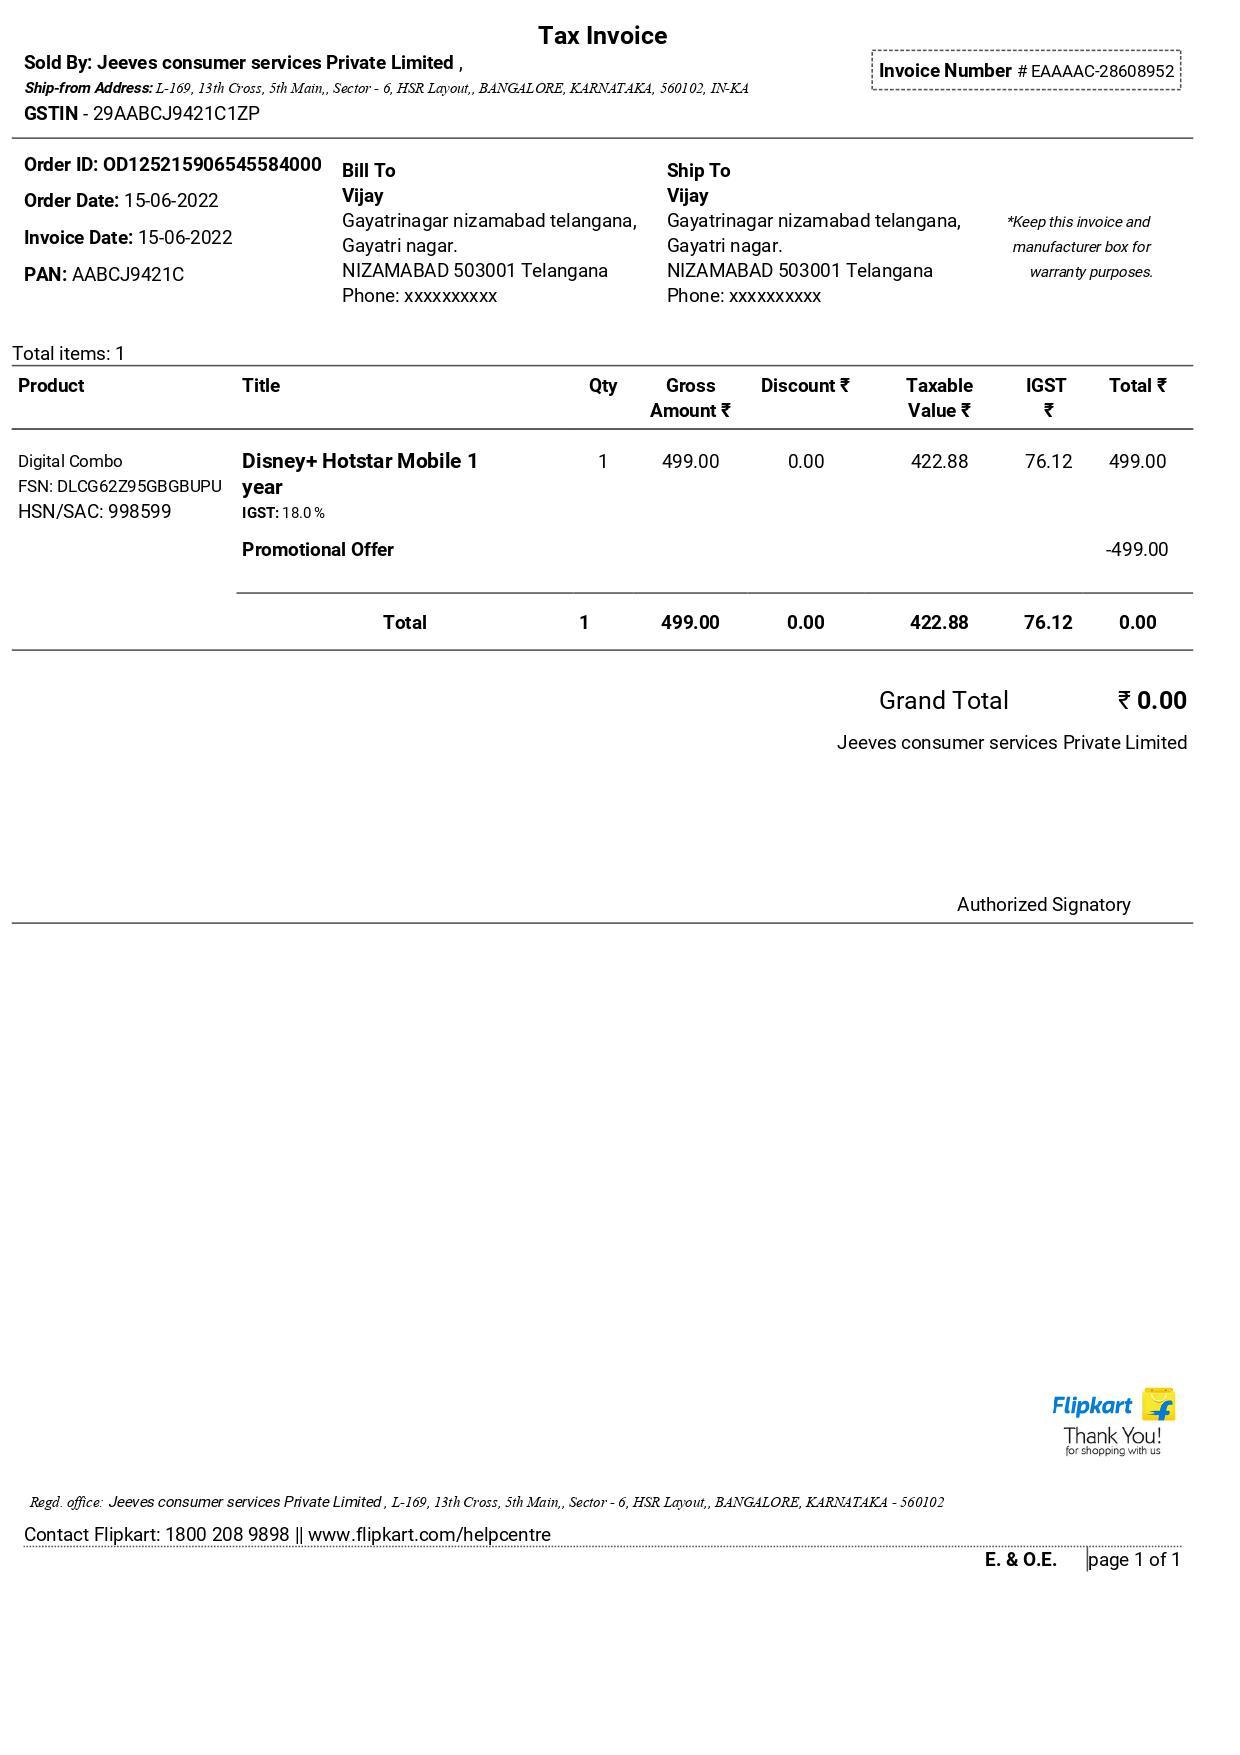 Tax Invoice
Sold By: Jeeves consumer services Private Limited ,
Invoice Number # EAAAAC-28608952
Ship-from Address: L-169, 13th Cross, 5th Main,, Sector - 6, HSR Layout,, BANGALORE, KARNATAKA, 560102, IN-KA
GSTIN - 29AABCJ9421C1ZP
Order ID: OD125215906545584000
Order Date: 15-06-2022
Invoice Date: 15-06-2022
PAN: AABCJ9421C
Bill To
Vijay
Gayatrinagar nizamabad telangana,
Gayatri nagar.
NIZAMABAD 503001 Telangana
Phone: xxxxxxxxxx
Ship To
Vijay
Gayatrinagar nizamabad telangana,
Gayatri nagar.
NIZAMABAD 503001 Telangana
Phone: xxxxxxxxxx
*Keep this invoice and
manufacturer box for
warranty purposes.
Total items: 1
Product Title Qty Gross Amount ₹ Discount ₹ Taxable Value ₹ IGST ₹ Total ₹
Digital Combo
FSN: DLCG62Z95GBGBUPU
HSN/SAC: 998599
Disney+ Hotstar Mobile 1
year
IGST: 18.0 %
1 499.00 0.00 422.88 76.12 499.00
Promotional Offer -499.00
Total 1 499.00 0.00 422.88 76.12 0.00
Grand Total ₹ 0.00
Jeeves consumer services Private Limited
Authorized Signatory
Flipkart
Thank You!
for shopping with us
Regd. office: Jeeves consumer services Private Limited , L-169, 13th Cross, 5th Main,, Sector - 6, HSR Layout,, BANGALORE, KARNATAKA - 560102
Contact Flipkart: 1800 208 9898 || www.flipkart.com/helpcentre
E. & O.E. page 1 of 1